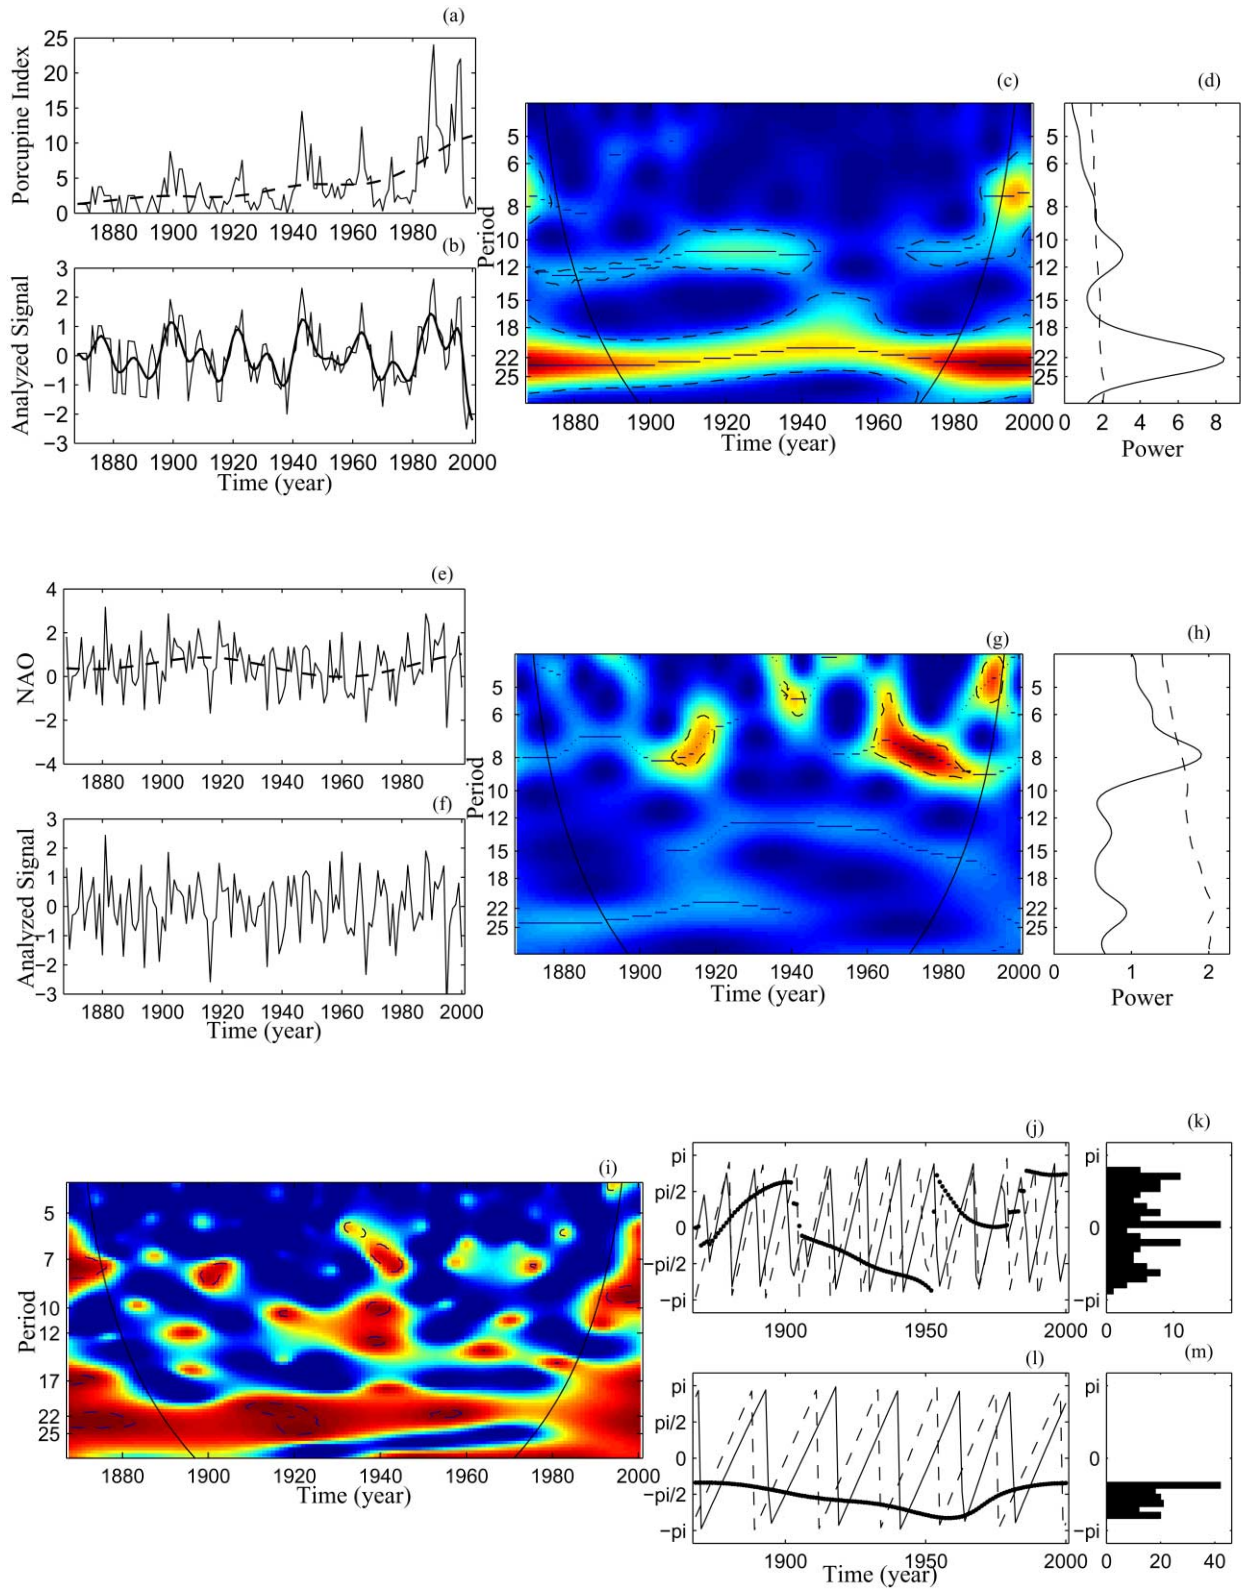 (a)
Porcupine Index
25
20
15
10
5
0
1880 1900 1920 1940 1960 1980
(b)
Analyzed Signal
3
2
1
0
−1
−2
−3
1880 1900 1920 1940 1960 1980 2000
Time (year)
(c)
Period
5
6
8
10
12
15
18
22
25
1880 1900 1920 1940 1960 1980 2000
Time (year)
(d)
5
6
8
10
12
15
18
22
25
0 2 4 6 8
Power
(e)
NAO
4
2
0
−2
−4
1880 1900 1920 1940 1960 1980
(f)
Analyzed Signal
3
2
1
0
−1
−2
−3
1880 1900 1920 1940 1960 1980 2000
Time (year)
(g)
Period
5
6
8
10
12
15
18
22
25
1880 1900 1920 1940 1960 1980 2000
Time (year)
(h)
5
6
8
10
12
15
18
22
25
0 1 2
Power
(i)
Period
5
7
10
12
17
22
25
1880 1900 1920 1940 1960 1980 2000
Time (year)
(j)
pi
pi/2
0
−pi/2
−pi
1900 1950 2000
(k)
pi
0
−pi
0 10
(l)
pi
pi/2
0
−pi/2
−pi
1900 1950 2000
Time (year)
(m)
pi
0
−pi
0 20 40